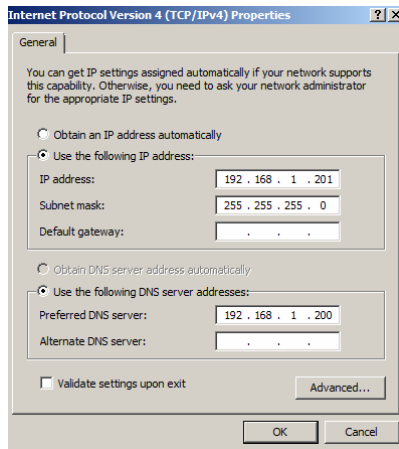 Internet Protocol Version 4 (TCP/IPv4) Properties
General
You can get IP settings assigned automatically if your network supports
this capability. Otherwise, you need to ask your network administrator
for the appropriate IP settings.
Obtain an IP address automatically
Use the following IP address:
IP address: 192 . 168 . 1 . 201
Subnet mask: 255 . 255 . 255 . 0
Default gateway: . . .
Obtain DNS server address automatically
Use the following DNS server addresses:
Preferred DNS server: 192 . 168 . 1 . 200
Alternate DNS server: . . .
Validate settings upon exit
Advanced...
OK Cancel